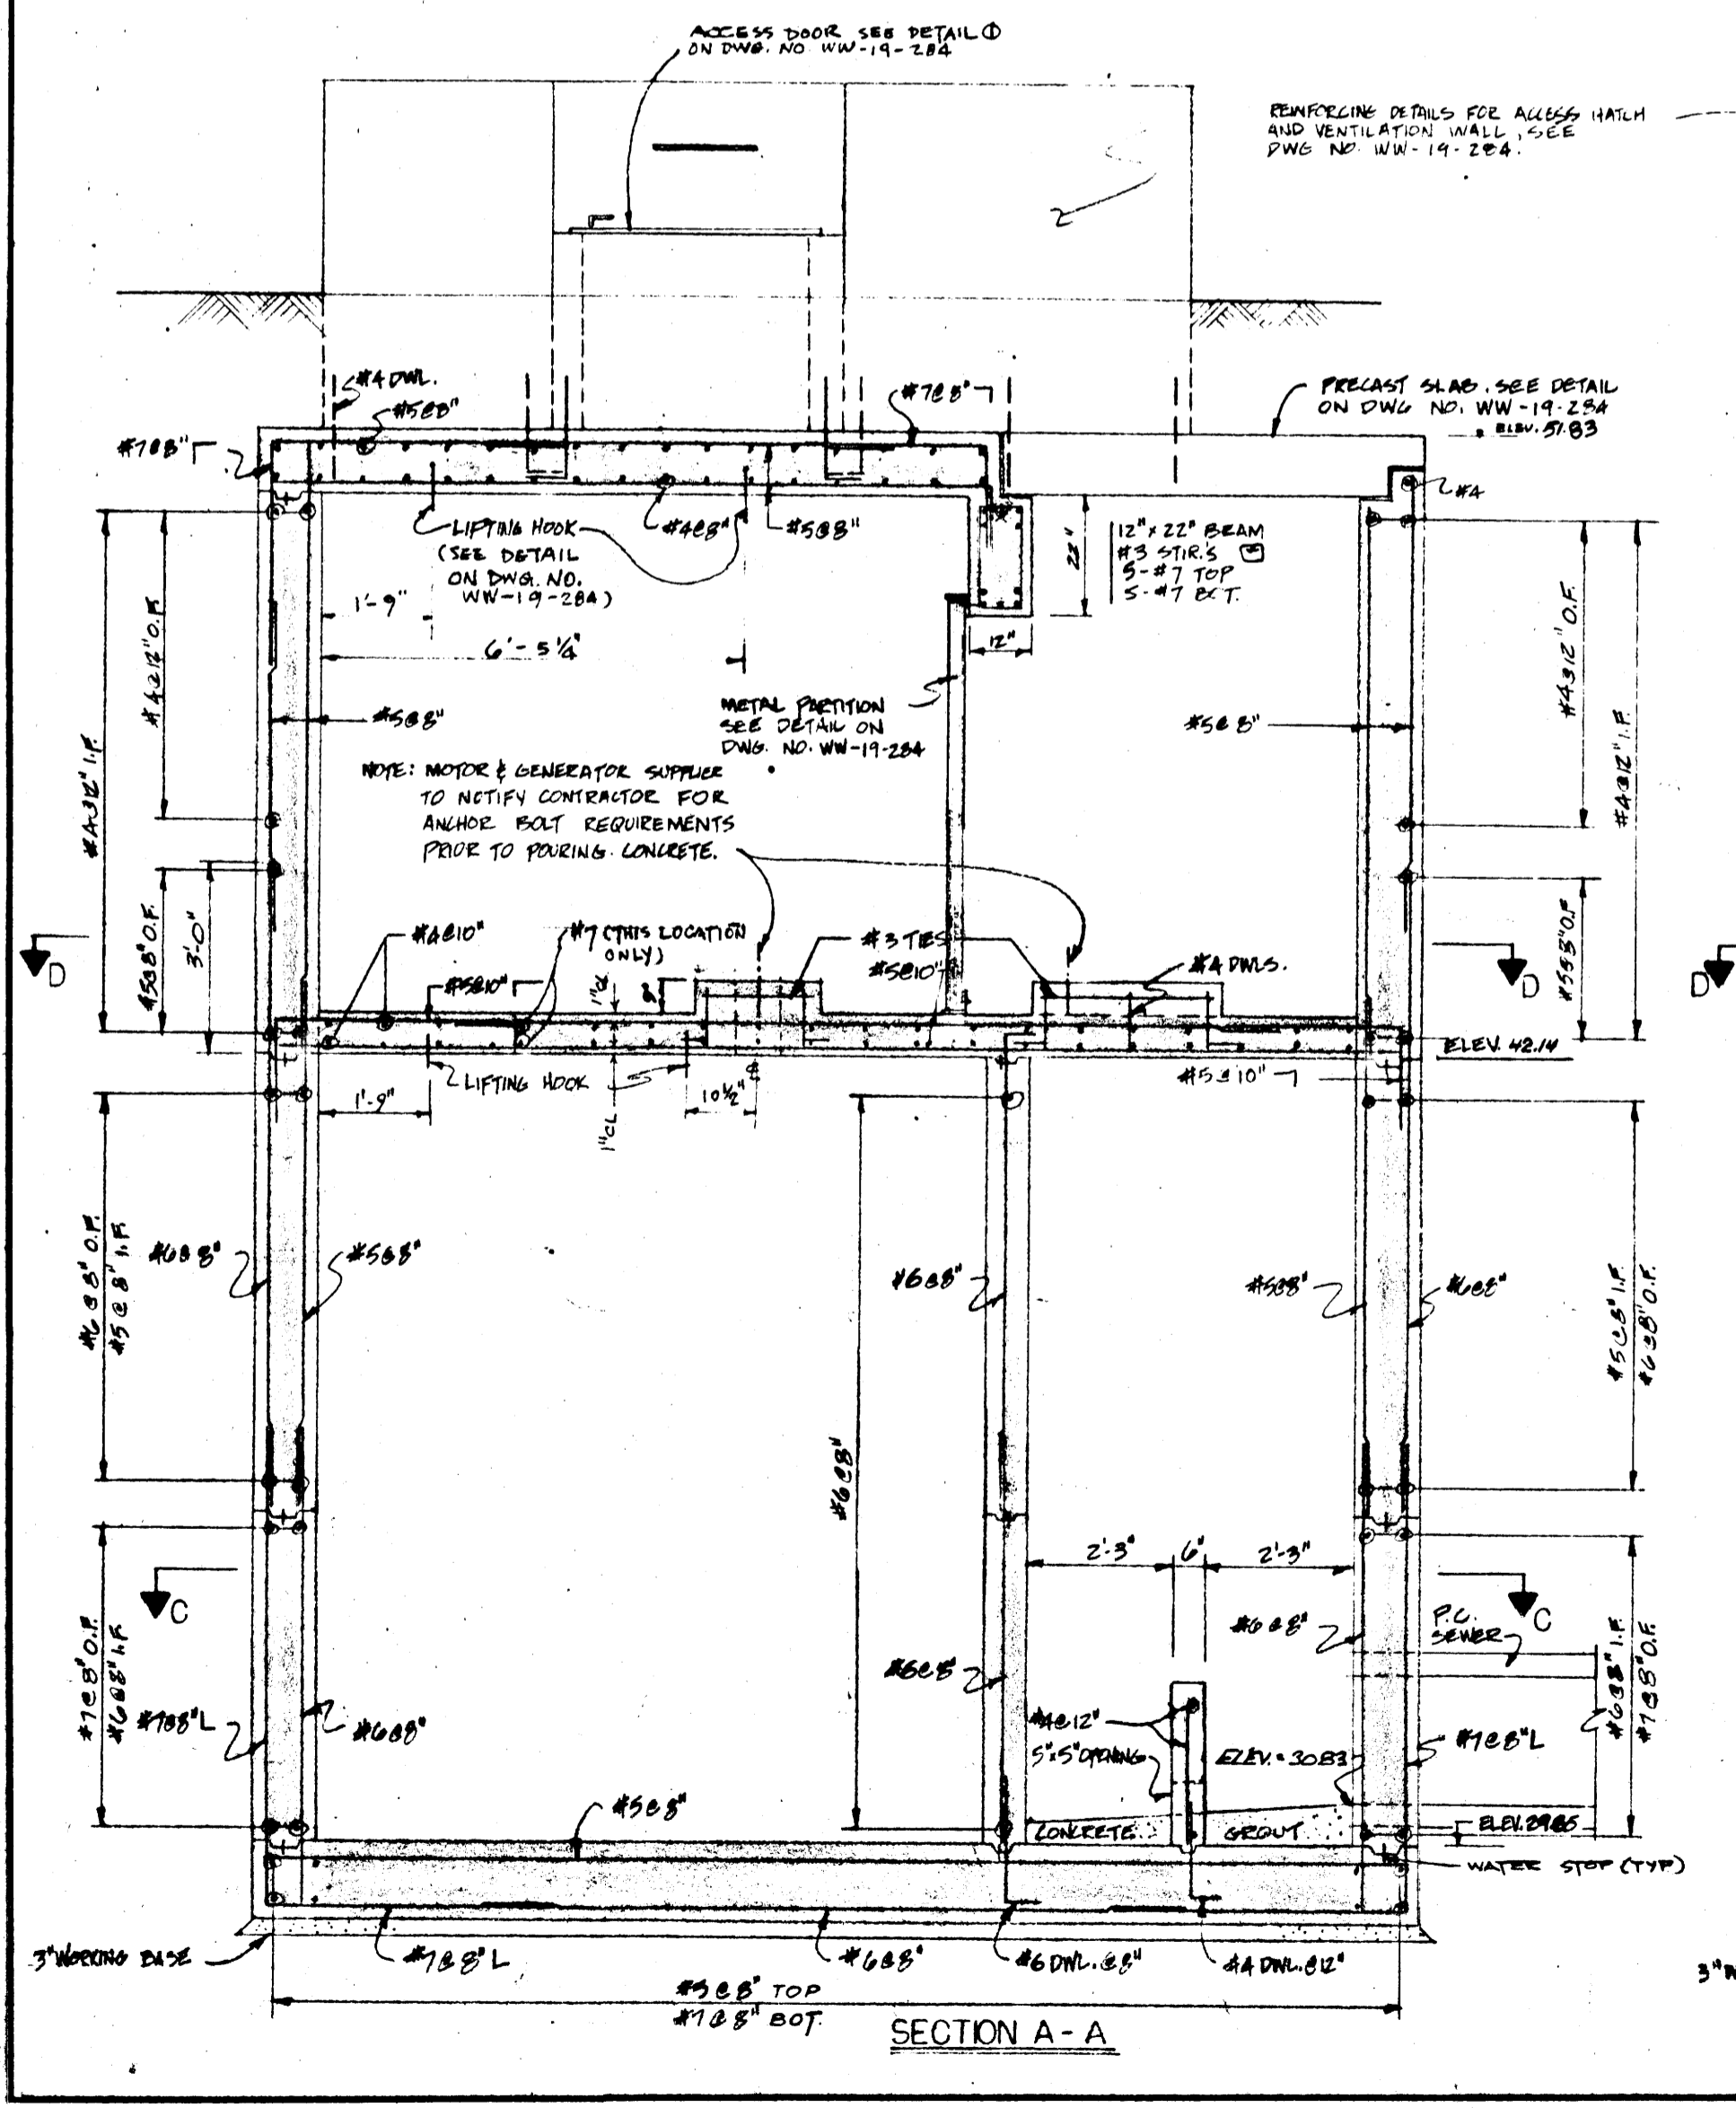 ACCESS DOOR SEE DETAIL ①
ON DWG. NO. WW-19-284
REINFORCING DETAILS FOR ACCESS HATCH
AND VENTILATION WALL, SEE
DWG NO. WW-19-284.
#4 DWL.
#5@8"
#7@8"
#7@8"
PRECAST SLAB. SEE DETAIL
ON DWG NO. WW-19-284
ELEV. 51.83
#4
LIFTING HOOK
(SEE DETAIL
ON DWG. NO.
WW-19-284)
#4@8"
#5@8"
22"
12" x 22" BEAM
#3 STIR.'S
5-#7 TOP
5-#7 BOT.
12"
1'-9"
6'-5¼"
#4@12" O.F.
#4@12" I.F.
#5@8"
METAL PARTITION
SEE DETAIL ON
DWG. NO. WW-19-284
#5@8"
#4@12" O.F.
#4@12" I.F.
NOTE: MOTOR & GENERATOR SUPPLIER
TO NOTIFY CONTRACTOR FOR
ANCHOR BOLT REQUIREMENTS
PRIOR TO POURING CONCRETE.
#5@8" O.F.
3'-0"
#4@10"
#7 (THIS LOCATION
ONLY)
#3 TIES
#5@10"
#4 DWLS.
#5@10"
1"CL
D
D
D
ELEV. 42.14
#5@10"
LIFTING HOOK
1'-9"
10½"
1"CL
#6@8" O.F.
#5@8" I.F.
#6@8"
#5@8"
#6@8"
#5@8"
#6@8"
#5@8" I.F.
#6@8" O.F.
#6@8"
2'-3"
6"
2'-3"
C
C
#7@8" O.F.
#6@8" I.F.
#7@8"L
#6@8"
#6@8"
#6@8"
P.C.
SEWER
#6@8" I.F.
#7@8" O.F.
#4@12"
5"x5" OPENING
ELEV. = 30.83
#7@8"L
#5@8"
CONCRETE
GROUT
WATER STOP (TYP)
3" WORKING BASE
#7@8"L
#6@8"
#6 DWL.@8"
#4 DWL.@12"
#5@8" TOP
#7@8" BOT.
SECTION A-A